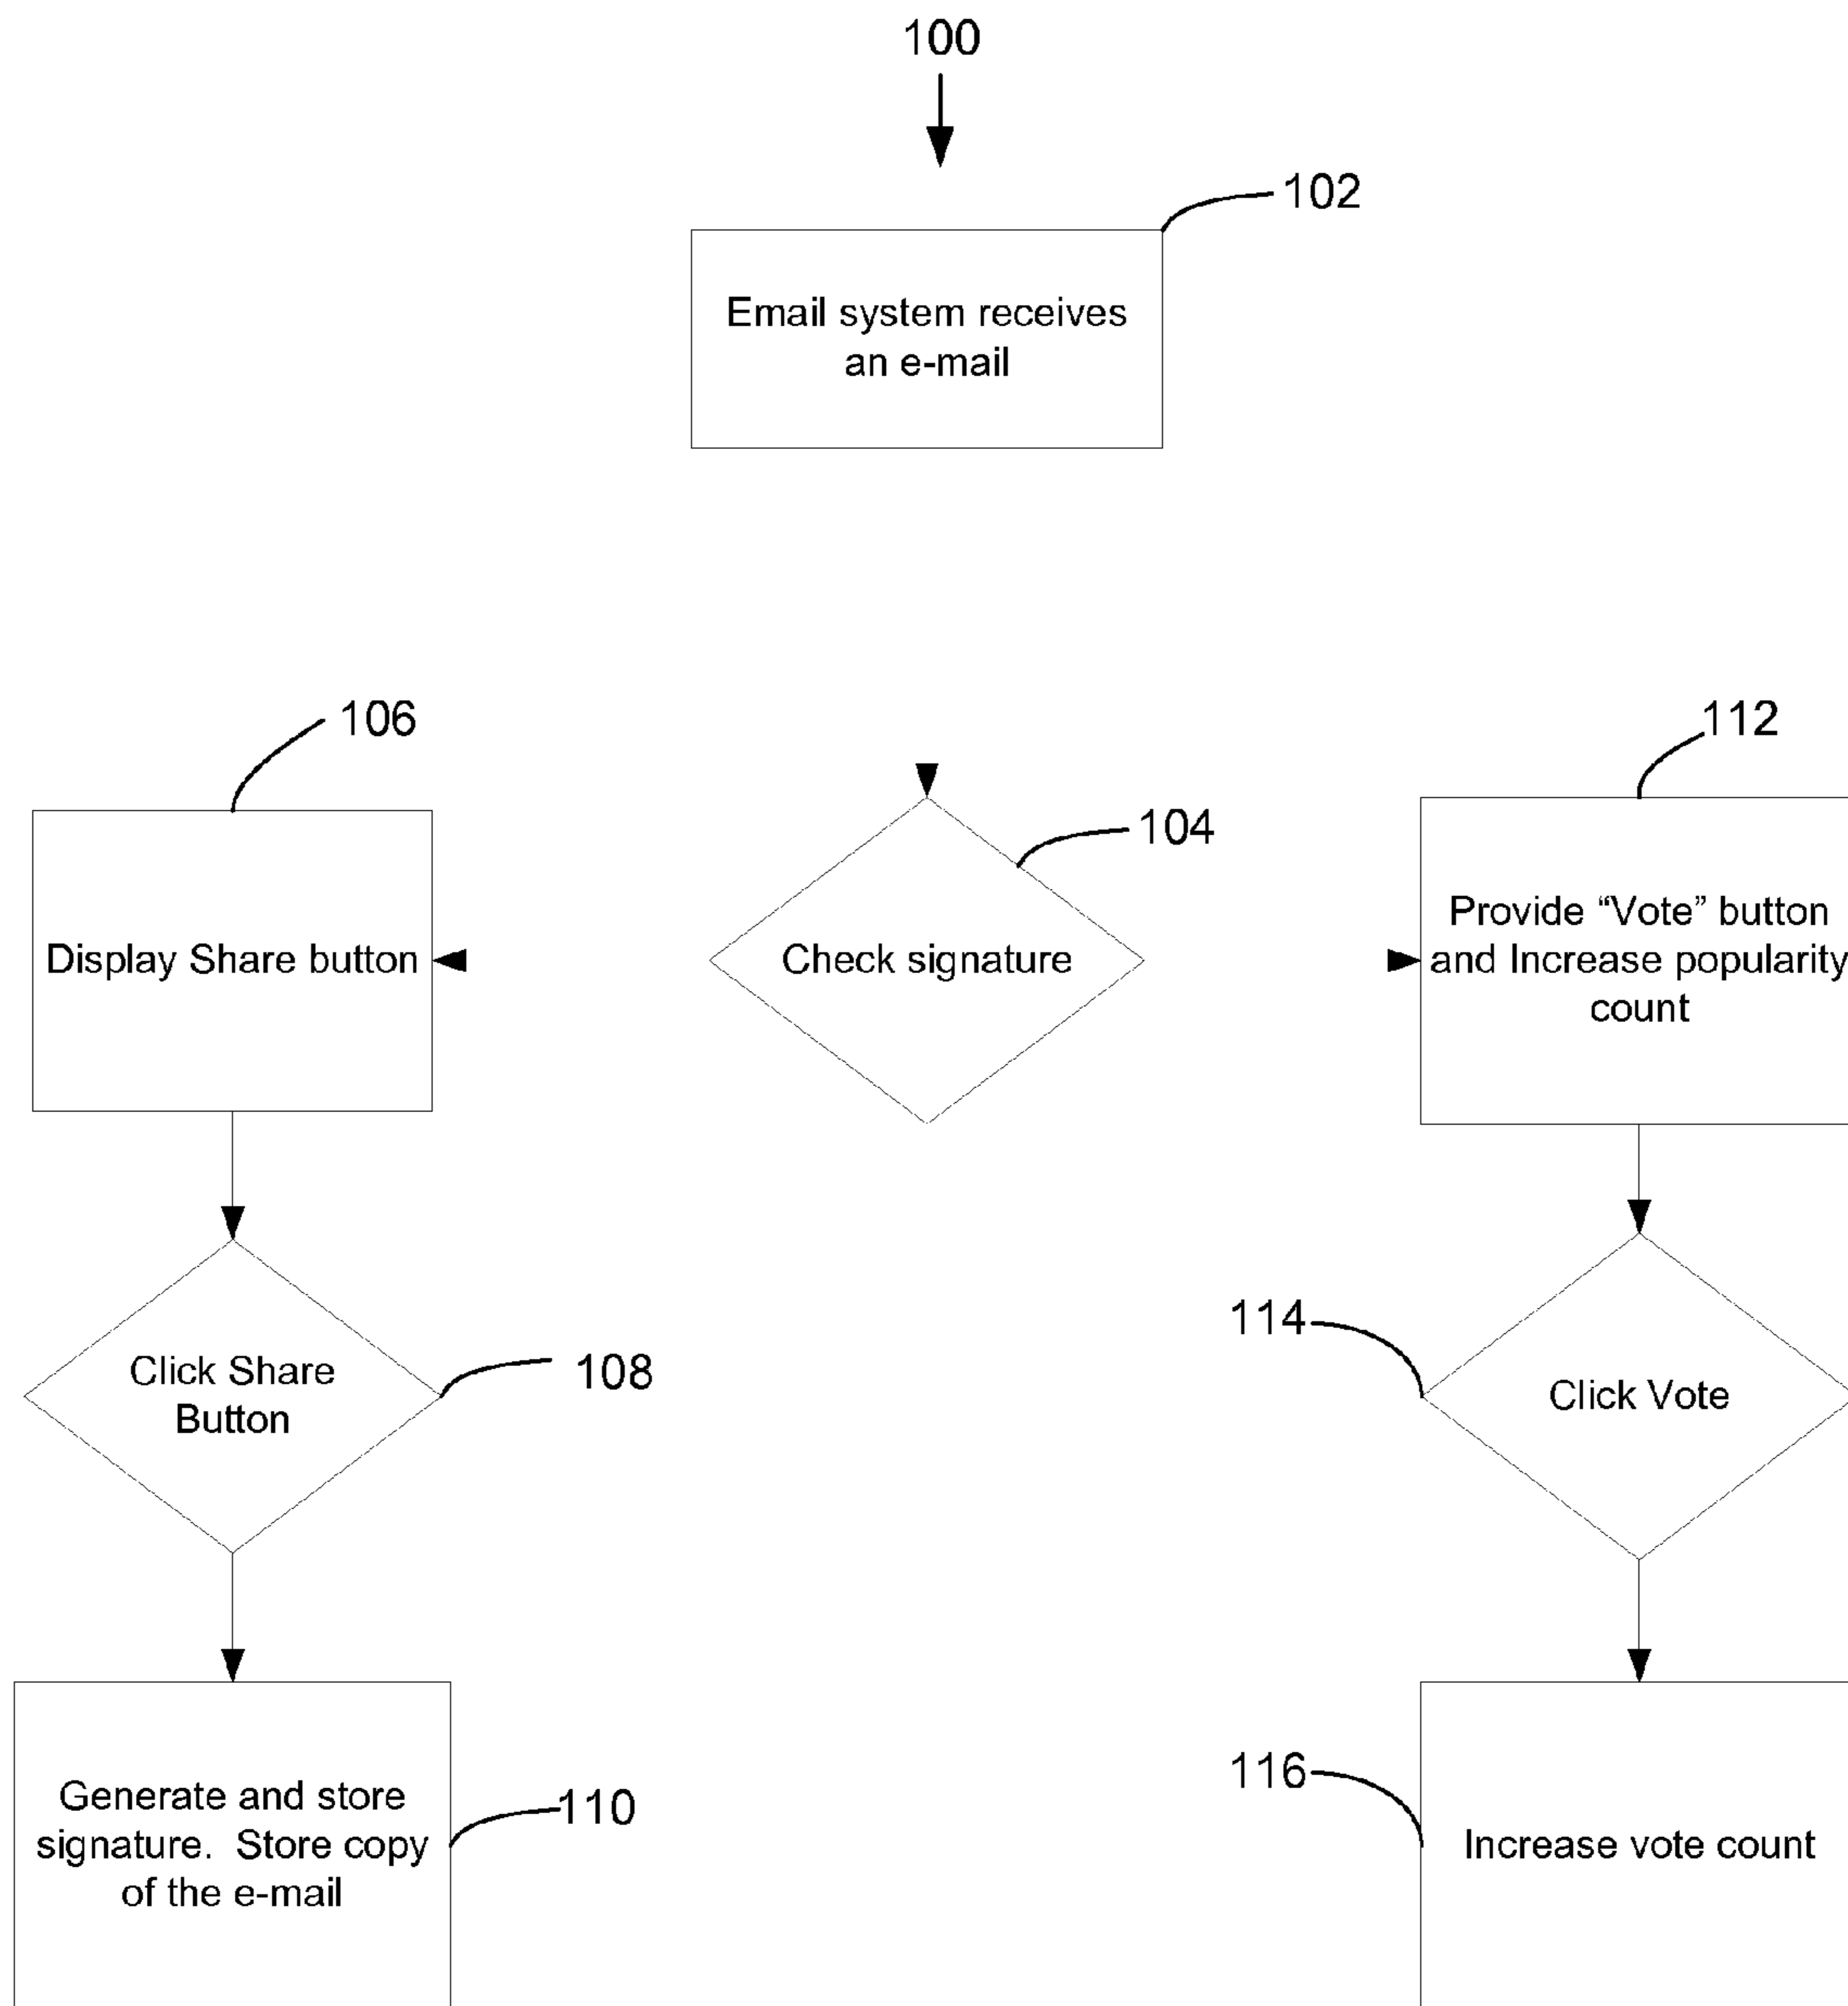 100
102
Email system receives
an e-mail
106
112
104
Display Share button
Check signature
Provide “Vote” button
and Increase popularity
count
108
Click Share
Button
114
Click Vote
110
Generate and store
signature.  Store copy
of the e-mail
116
Increase vote count